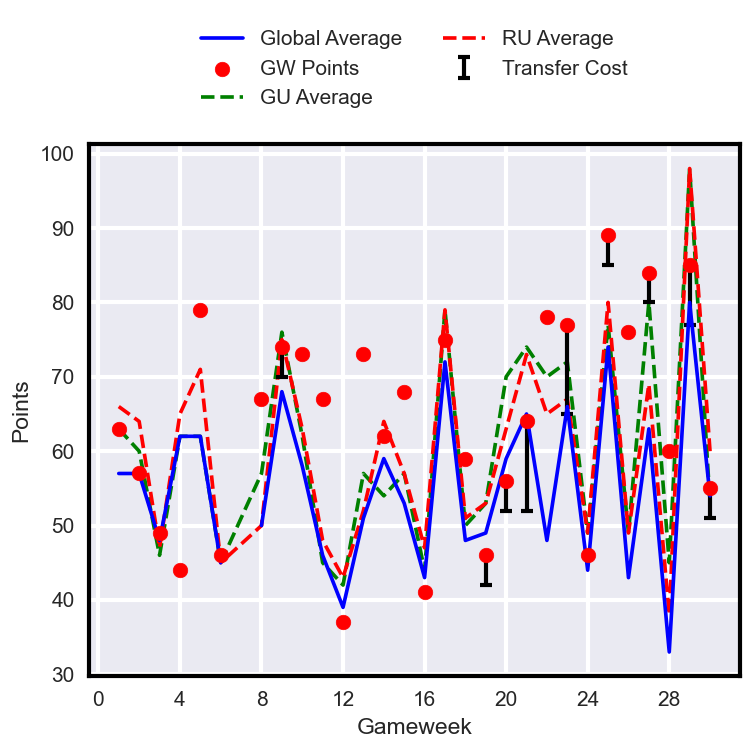 Global Average
GW Points
GU Average
RU Average
Transfer Cost
100
90
80
70
60
50
40
30
Points
0 4 8 12 16 20 24 28
Gameweek